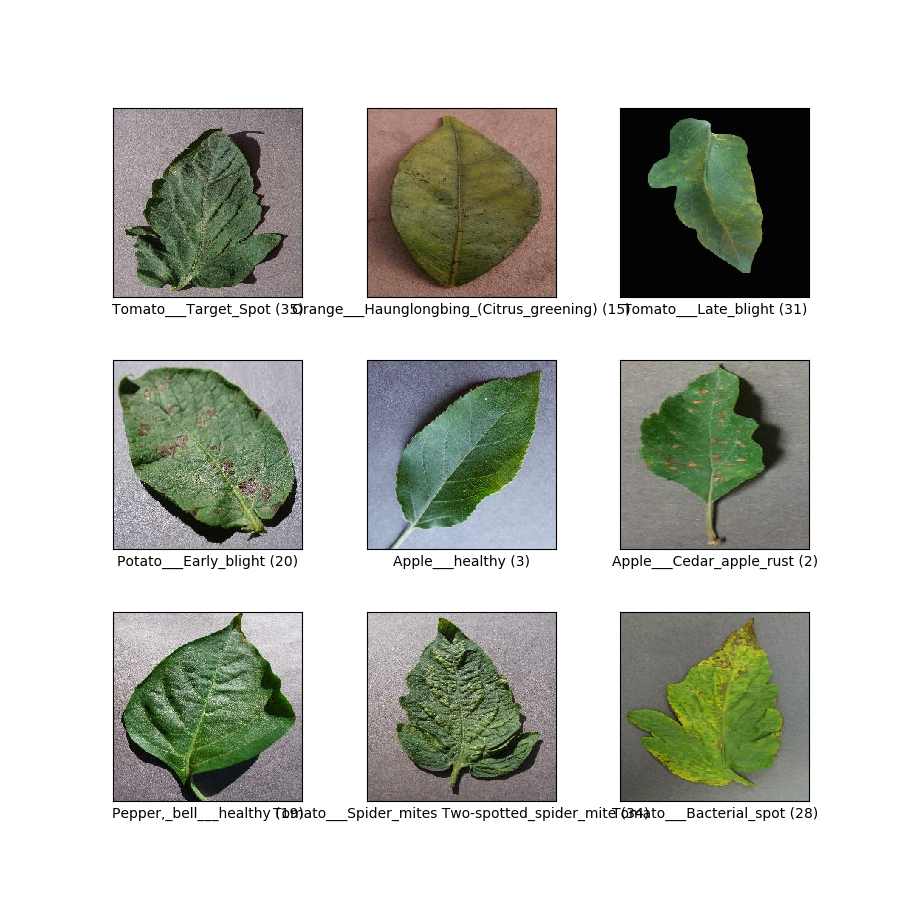 Tomato___Target_Spot (35)
Orange___Haunglongbing_(Citrus_greening) (15)
Tomato___Late_blight (31)
Potato___Early_blight (20)
Apple___healthy (3)
Apple___Cedar_apple_rust (2)
Pepper,_bell___healthy (19)
Tomato___Spider_mites Two-spotted_spider_mite (34)
Tomato___Bacterial_spot (28)